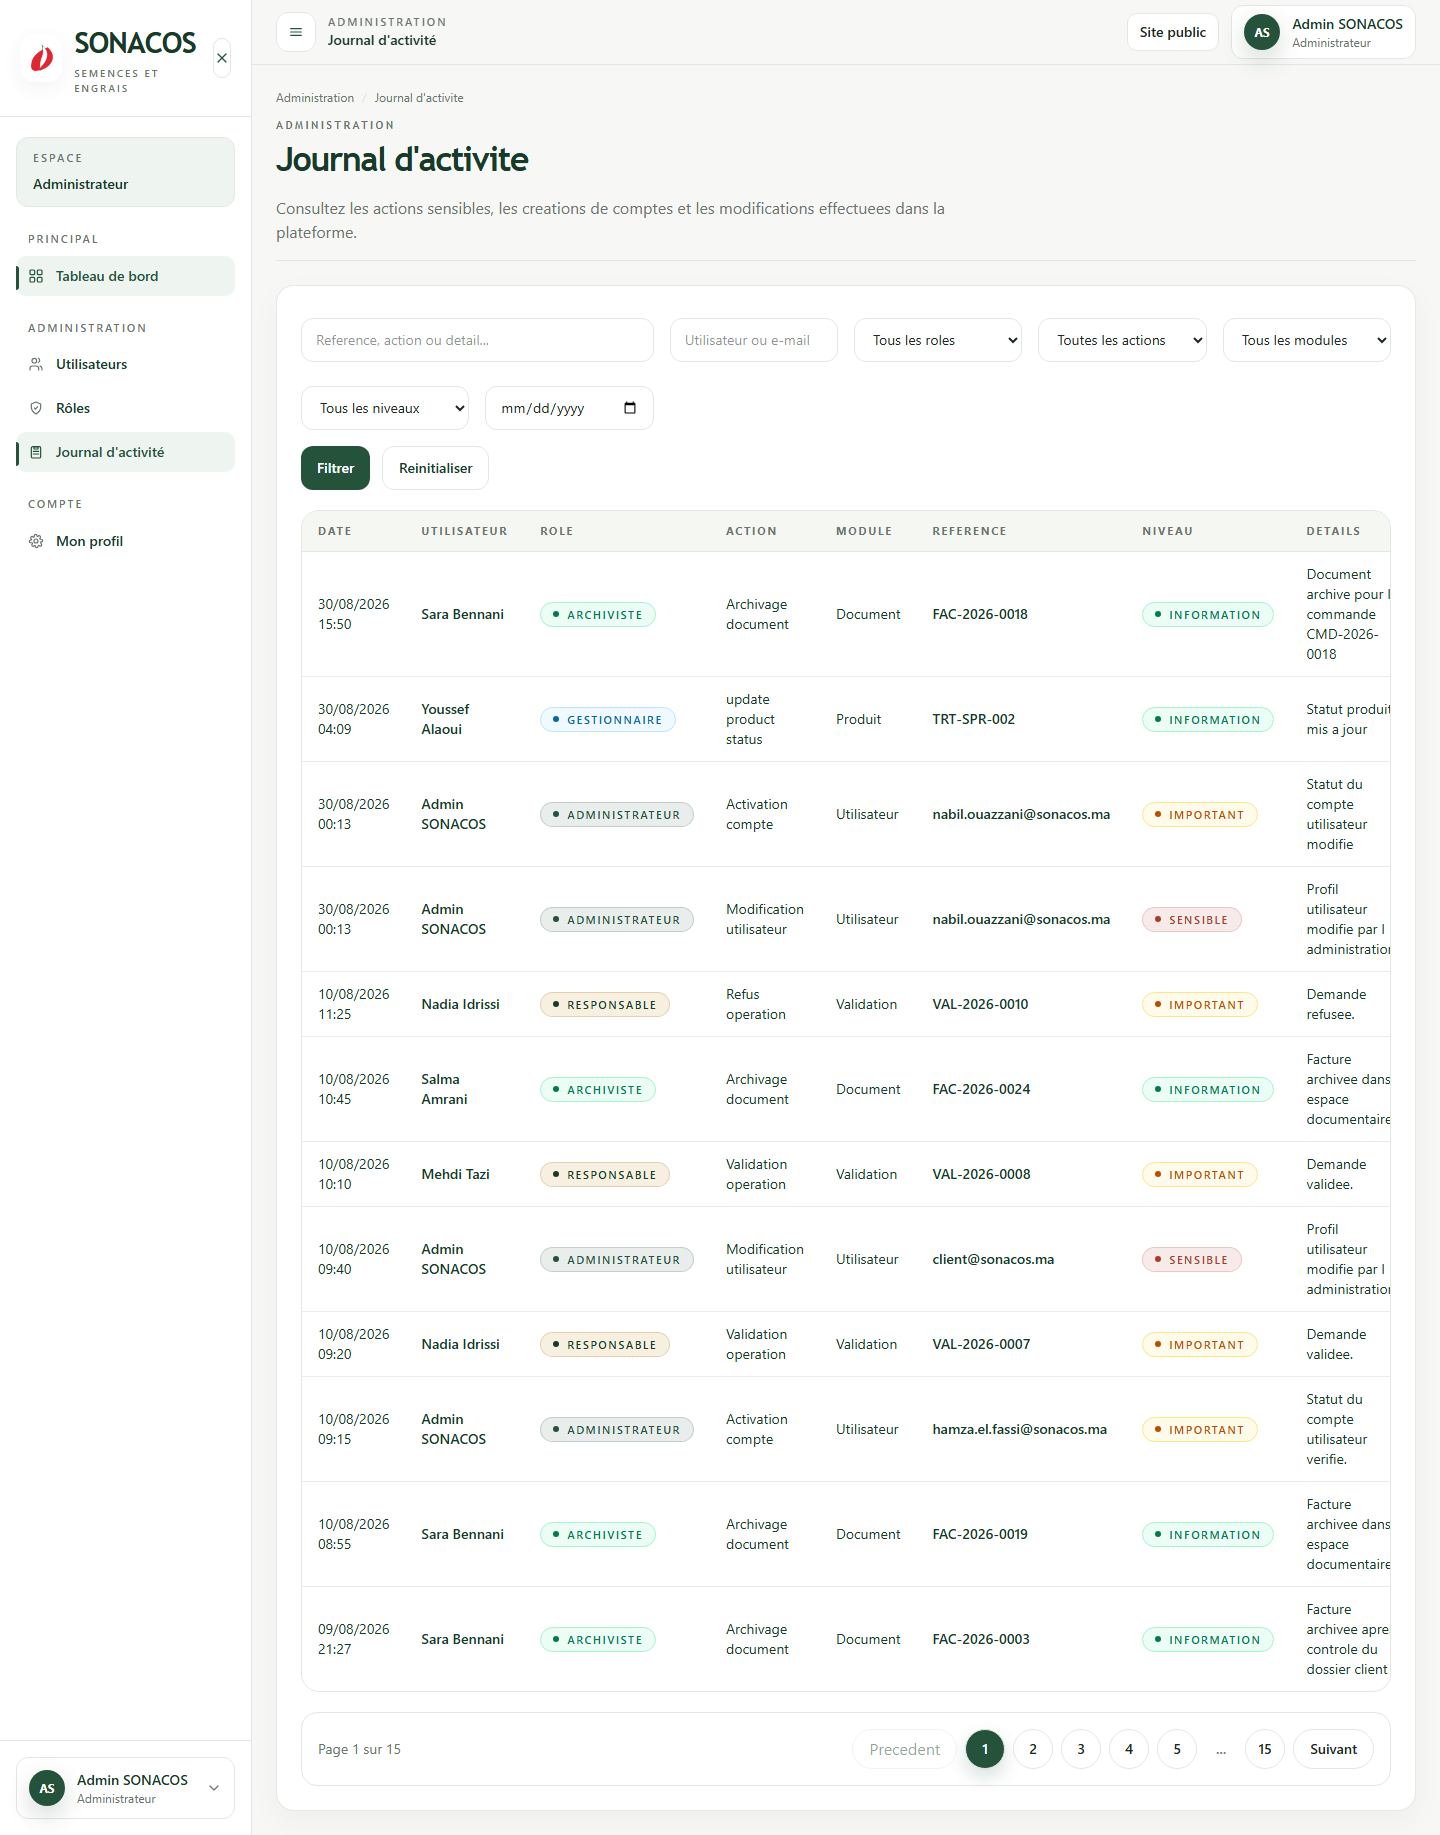 SONACOS
SEMENCES ET
ENGRAIS
ESPACE
Administrateur
PRINCIPAL
Tableau de bord
ADMINISTRATION
Utilisateurs
Rôles
Journal d'activité
COMPTE
Mon profil
AS
Admin SONACOS
Administrateur
ADMINISTRATION
Journal d'activité
Site public
AS
Admin SONACOS
Administrateur
Administration / Journal d'activite
ADMINISTRATION
Journal d'activite
Consultez les actions sensibles, les creations de comptes et les modifications effectuees dans la
plateforme.
Reference, action ou detail...
Utilisateur ou e-mail
Tous les roles
Toutes les actions
Tous les modules
Tous les niveaux
mm/dd/yyyy
Filtrer
Reinitialiser
DATE UTILISATEUR ROLE ACTION MODULE REFERENCE NIVEAU DETAILS
30/08/2026
15:50
Sara Bennani
ARCHIVISTE
Archivage
document
Document
FAC-2026-0018
INFORMATION
Document
archive pour l
commande
CMD-2026-
0018
30/08/2026
04:09
Youssef
Alaoui
GESTIONNAIRE
update
product
status
Produit
TRT-SPR-002
INFORMATION
Statut produit
mis a jour
30/08/2026
00:13
Admin
SONACOS
ADMINISTRATEUR
Activation
compte
Utilisateur
nabil.ouazzani@sonacos.ma
IMPORTANT
Statut du
compte
utilisateur
modifie
30/08/2026
00:13
Admin
SONACOS
ADMINISTRATEUR
Modification
utilisateur
Utilisateur
nabil.ouazzani@sonacos.ma
SENSIBLE
Profil
utilisateur
modifie par l
administration
10/08/2026
11:25
Nadia Idrissi
RESPONSABLE
Refus
operation
Validation
VAL-2026-0010
IMPORTANT
Demande
refusee.
10/08/2026
10:45
Salma
Amrani
ARCHIVISTE
Archivage
document
Document
FAC-2026-0024
INFORMATION
Facture
archivee dans
espace
documentaire
10/08/2026
10:10
Mehdi Tazi
RESPONSABLE
Validation
operation
Validation
VAL-2026-0008
IMPORTANT
Demande
validee.
10/08/2026
09:40
Admin
SONACOS
ADMINISTRATEUR
Modification
utilisateur
Utilisateur
client@sonacos.ma
SENSIBLE
Profil
utilisateur
modifie par l
administration
10/08/2026
09:20
Nadia Idrissi
RESPONSABLE
Validation
operation
Validation
VAL-2026-0007
IMPORTANT
Demande
validee.
10/08/2026
09:15
Admin
SONACOS
ADMINISTRATEUR
Activation
compte
Utilisateur
hamza.el.fassi@sonacos.ma
IMPORTANT
Statut du
compte
utilisateur
verifie.
10/08/2026
08:55
Sara Bennani
ARCHIVISTE
Archivage
document
Document
FAC-2026-0019
INFORMATION
Facture
archivee dans
espace
documentaire
09/08/2026
21:27
Sara Bennani
ARCHIVISTE
Archivage
document
Document
FAC-2026-0003
INFORMATION
Facture
archivee apre
controle du
dossier client
Page 1 sur 15
Precedent 1 2 3 4 5 ... 15 Suivant